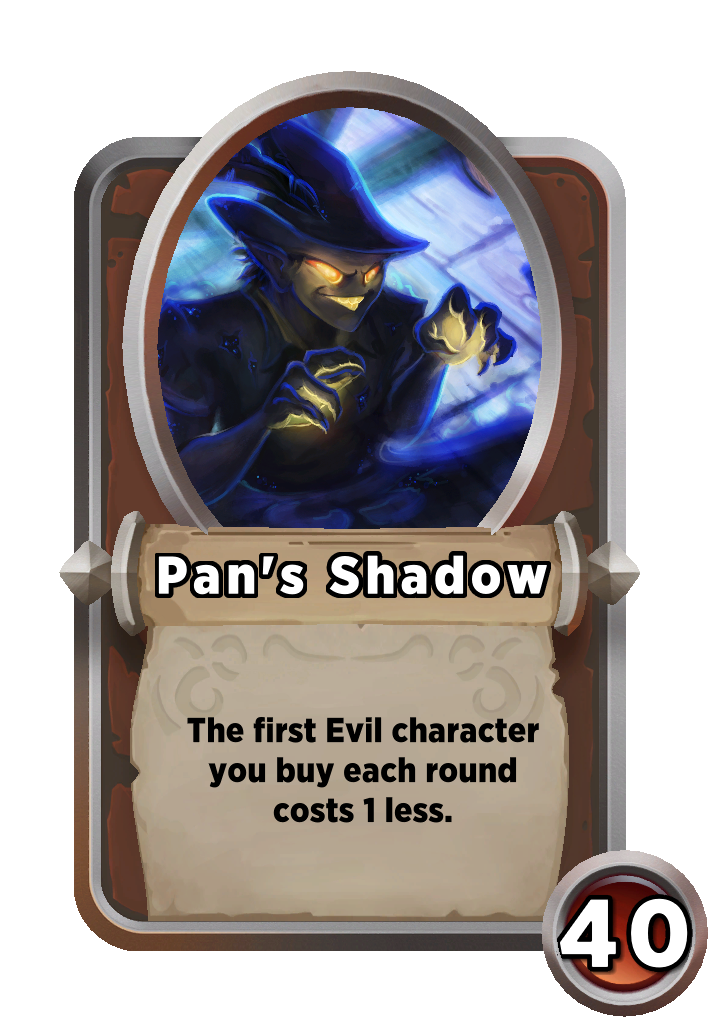 Pan's Shadow
The first Evil character
you buy each round
costs 1 less.
40